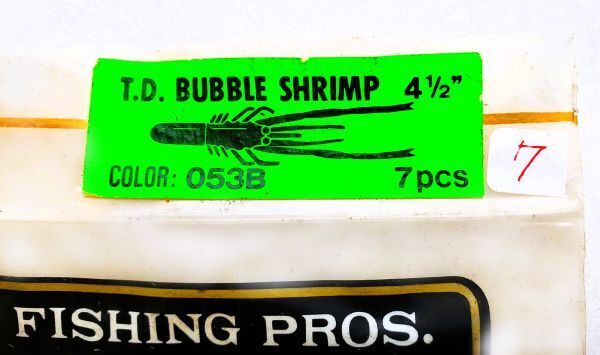 T.D. BUBBLE SHRIMP 4½"
COLOR: 053B 7pcs
7
FISHING PROS.